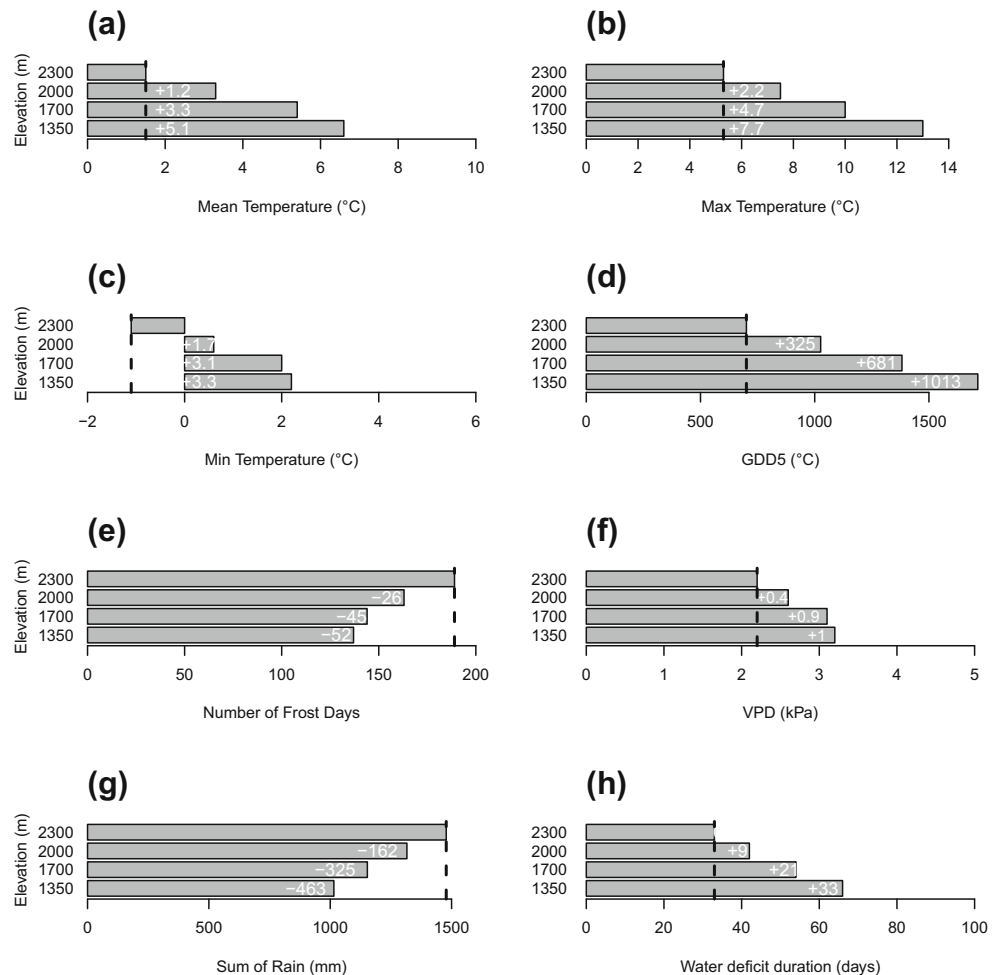 (a)
Elevation (m)
2300
2000 +1.2
1700 +3.3
1350 +5.1
0 2 4 6 8 10
Mean Temperature (°C)
(b)
2300
2000 +2.2
1700 +4.7
1350 +7.7
0 2 4 6 8 10 12 14
Max Temperature (°C)
(c)
Elevation (m)
2300
2000 +1.7
1700 +3.1
1350 +3.3
−2 0 2 4 6
Min Temperature (°C)
(d)
2300
2000 +325
1700 +681
1350 +1013
0 500 1000 1500
GDD5 (°C)
(e)
Elevation (m)
2300
2000 −26
1700 −45
1350 −52
0 50 100 150 200
Number of Frost Days
(f)
2300
2000 +0.4
1700 +0.9
1350 +1
0 1 2 3 4 5
VPD (kPa)
(g)
Elevation (m)
2300
2000 −162
1700 −325
1350 −463
0 500 1000 1500
Sum of Rain (mm)
(h)
2300
2000 +9
1700 +21
1350 +33
0 20 40 60 80 100
Water deficit duration (days)